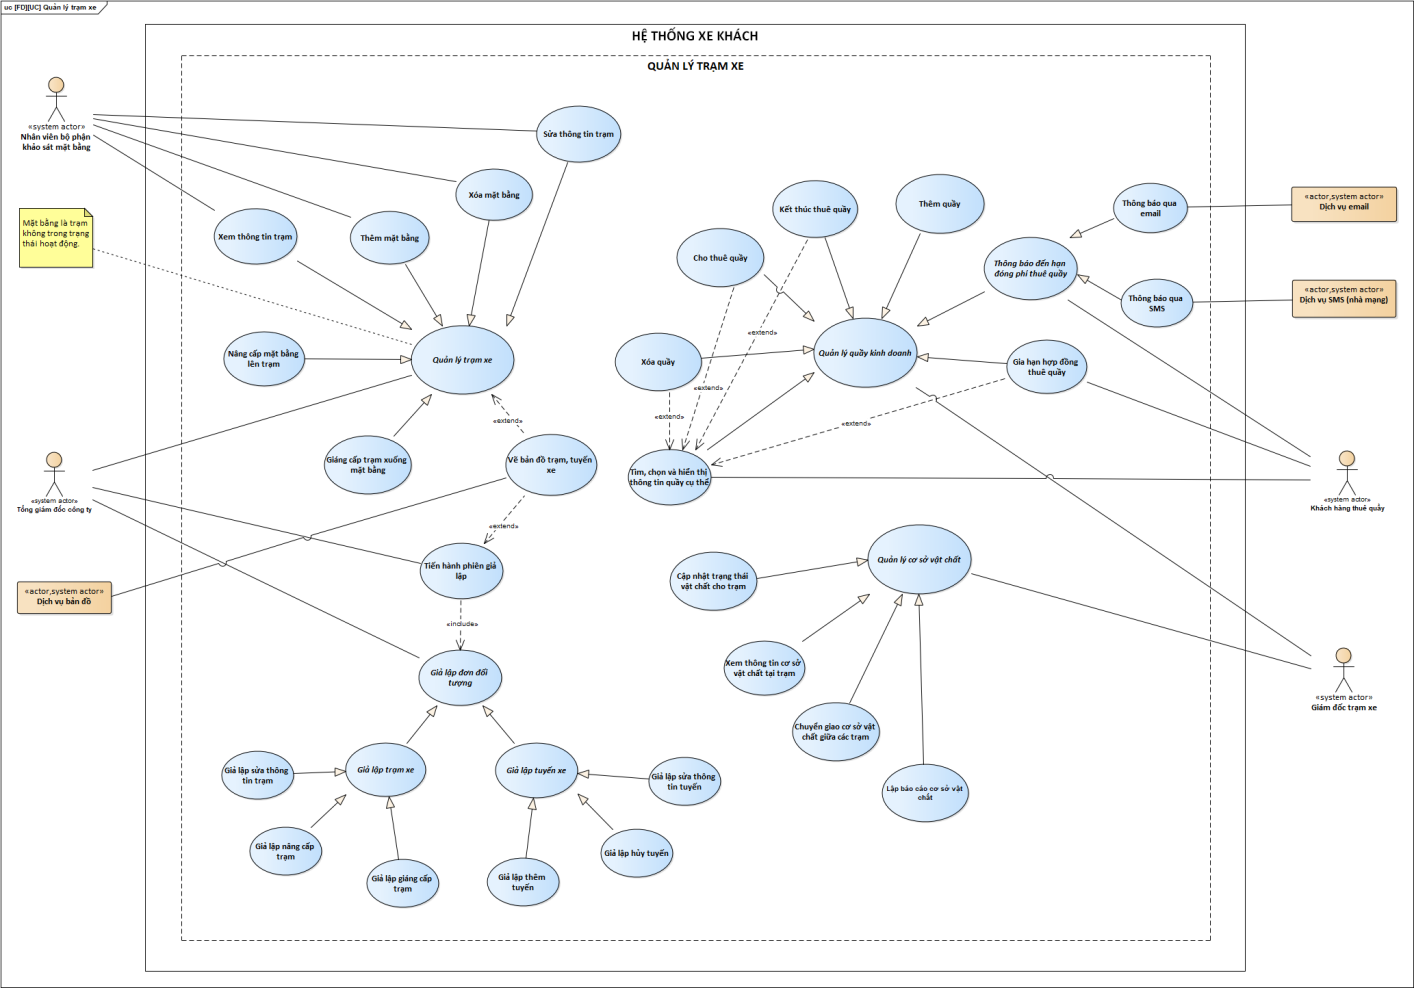 uc [FD][UC] Quản lý trạm xe
HỆ THỐNG XE KHÁCH
QUẢN LÝ TRẠM XE
«system actor»
Nhân viên bộ phận
khảo sát mặt bằng
Sửa thông tin trạm
Xóa mặt bằng
Thêm mặt bằng
Xem thông tin trạm
Mặt bằng là trạm
không trong trạng
thái hoạt động.
Nâng cấp mặt bằng
lên trạm
Quản lý trạm xe
Giáng cấp trạm xuống
mặt bằng
«extend»
Vẽ bản đồ trạm, tuyến
xe
«extend»
«system actor»
Tổng giám đốc công ty
«actor,system actor»
Dịch vụ bản đồ
Tiến hành phiên giả
lập
«include»
Giả lập đơn đối
tượng
Giả lập trạm xe
Giả lập tuyến xe
Giả lập sửa thông
tin trạm
Giả lập nâng cấp
trạm
Giả lập giáng cấp
trạm
Giả lập thêm
tuyến
Giả lập hủy tuyến
Giả lập sửa thông
tin tuyến
Kết thúc thuê quầy
Thêm quầy
Cho thuê quầy
Xóa quầy
Quản lý quầy kinh doanh
«extend»
«extend»
«extend»
«extend»
Tìm, chọn và hiển thị
thông tin quầy cụ thể
Thông báo qua
email
Thông báo đến hạn
đóng phí thuê quầy
Thông báo qua
SMS
Gia hạn hợp đồng
thuê quầy
«actor,system actor»
Dịch vụ email
«actor,system actor»
Dịch vụ SMS (nhà mạng)
«system actor»
Khách hàng thuê quầy
Quản lý cơ sở vật chất
Cập nhật trạng thái
vật chất cho trạm
Xem thông tin cơ sở
vật chất tại trạm
Chuyển giao cơ sở vật
chất giữa các trạm
Lập báo cáo cơ sở vật
chất
«system actor»
Giám đốc trạm xe